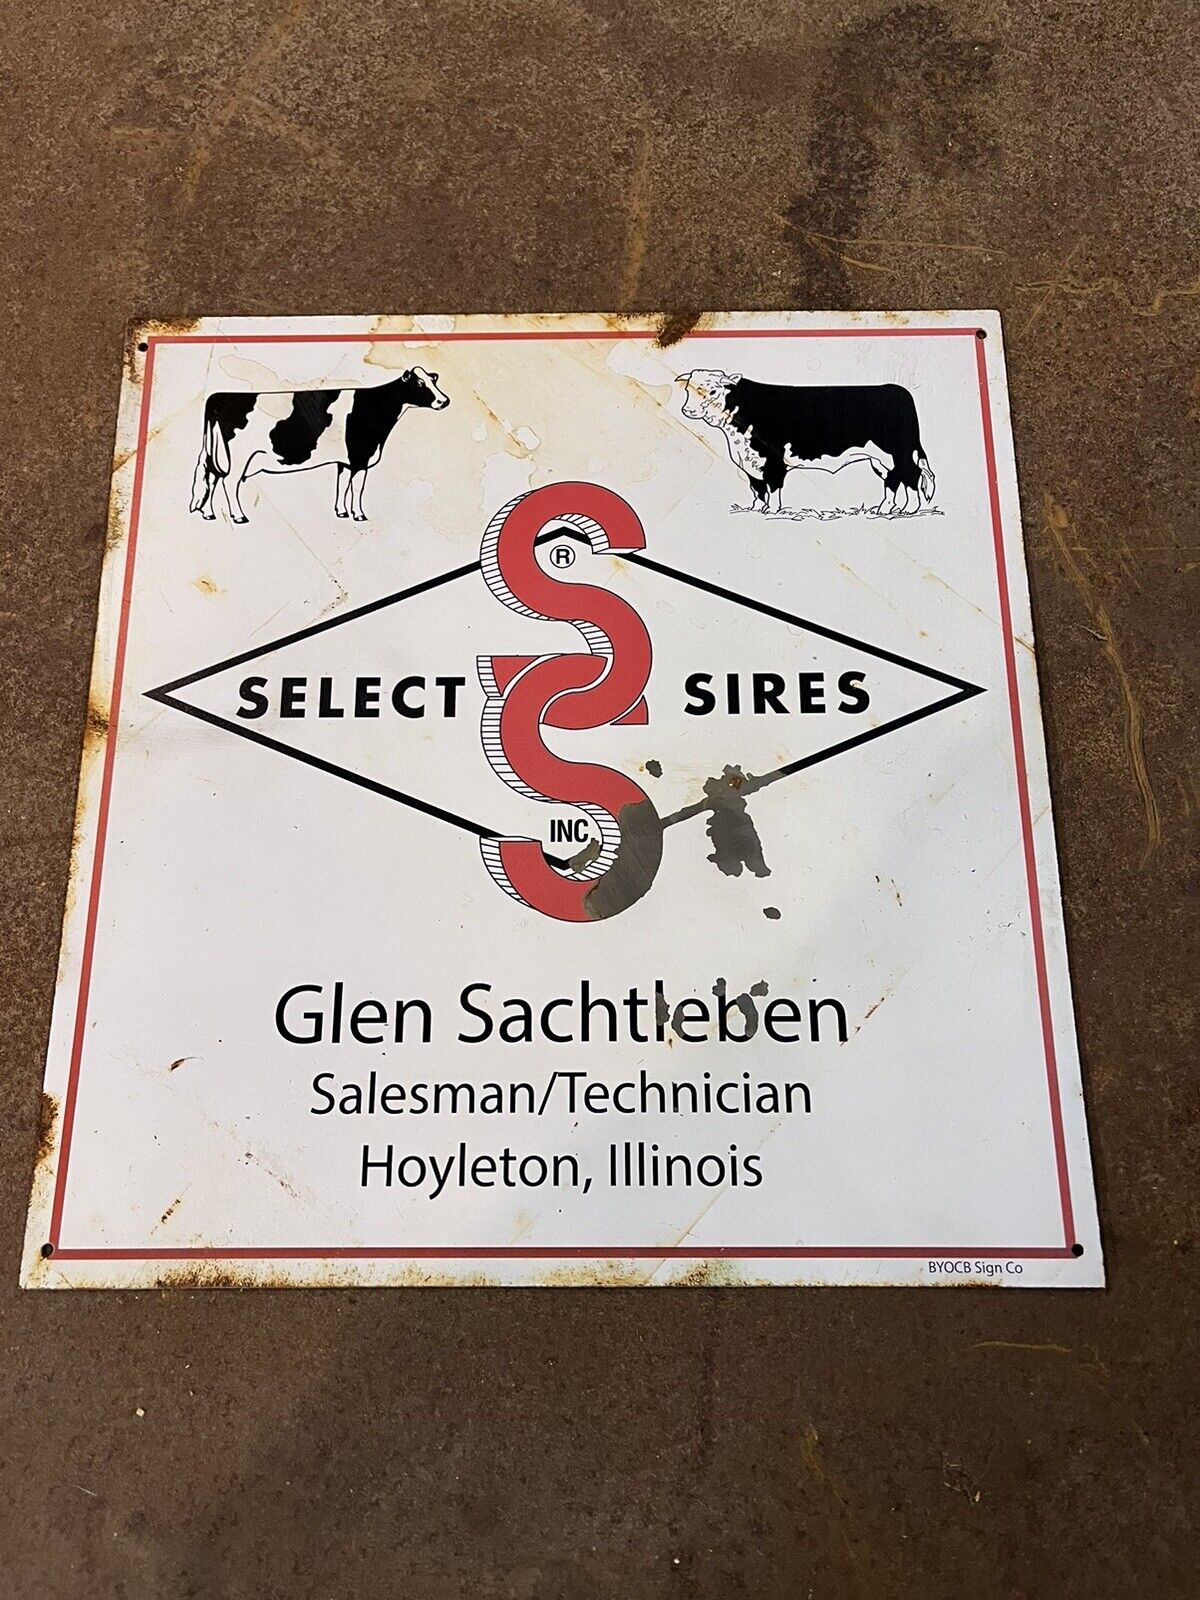 ®
SELECT SIRES
INC.
Glen Sachtleben
Salesman/Technician
Hoyleton, Illinois
BYOCB Sign Co